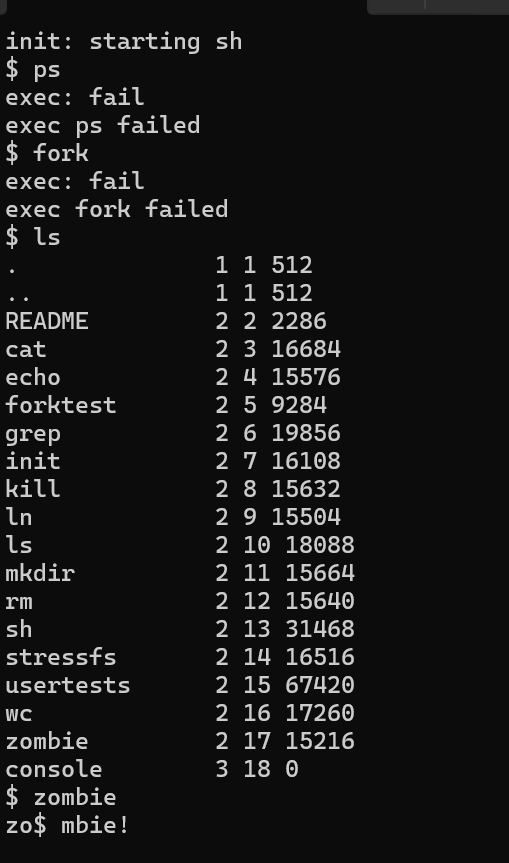 init: starting sh
$ ps
exec: fail
exec ps failed
$ fork
exec: fail
exec fork failed
$ ls
.              1 1 512
..             1 1 512
README         2 2 2286
cat            2 3 16684
echo           2 4 15576
forktest       2 5 9284
grep           2 6 19856
init           2 7 16108
kill           2 8 15632
ln             2 9 15504
ls             2 10 18088
mkdir          2 11 15664
rm             2 12 15640
sh             2 13 31468
stressfs       2 14 16516
usertests      2 15 67420
wc             2 16 17260
zombie         2 17 15216
console        3 18 0
$ zombie
zo$ mbie!